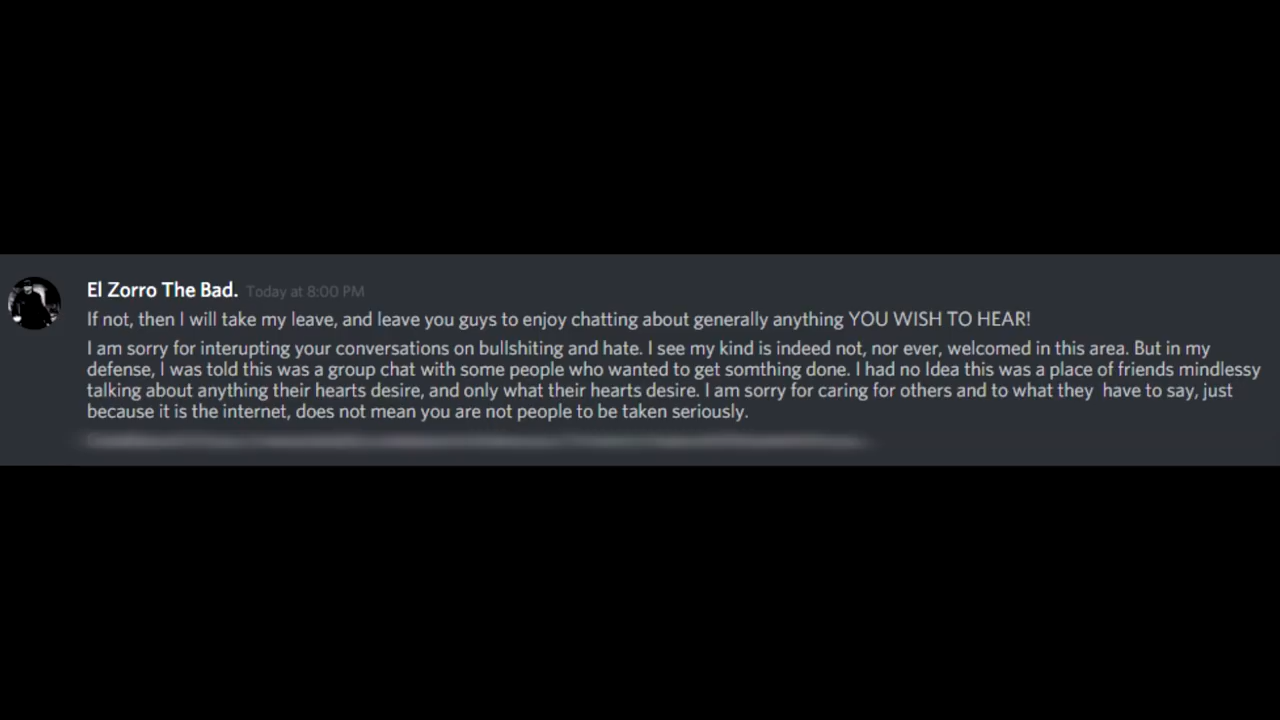 El Zorro The Bad. Today at 8:00 PM
If not, then I will take my leave, and leave you guys to enjoy chatting about generally anything YOU WISH TO HEAR!
I am sorry for interupting your conversations on bullshiting and hate. I see my kind is indeed not, nor ever, welcomed in this area. But in my
defense, I was told this was a group chat with some people who wanted to get somthing done. I had no Idea this was a place of friends mindlessy
talking about anything their hearts desire, and only what their hearts desire. I am sorry for caring for others and to what they  have to say, just
because it is the internet, does not mean you are not people to be taken seriously.